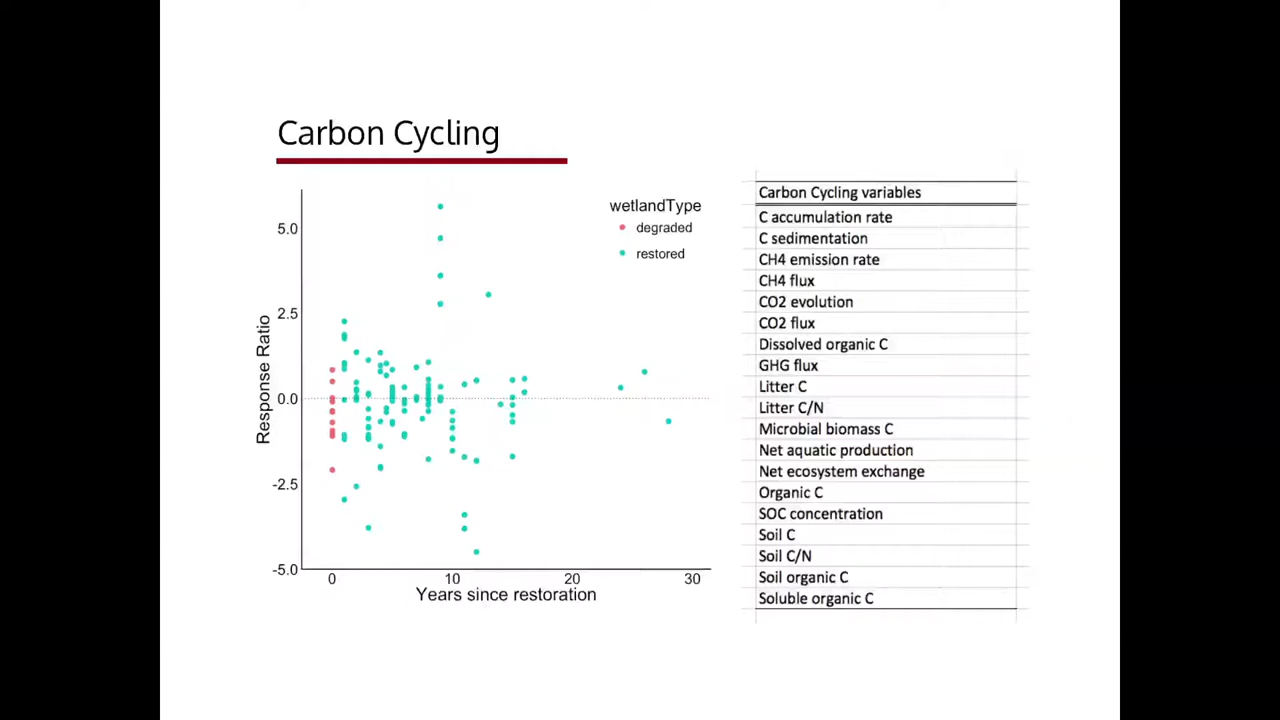 Carbon Cycling
wetlandType
degraded
restored
5.0
2.5
0.0
-2.5
-5.0
Response Ratio
0
10
20
30
Years since restoration
Carbon Cycling variables
C accumulation rate
C sedimentation
CH4 emission rate
CH4 flux
CO2 evolution
CO2 flux
Dissolved organic C
GHG flux
Litter C
Litter C/N
Microbial biomass C
Net aquatic production
Net ecosystem exchange
Organic C
SOC concentration
Soil C
Soil C/N
Soil organic C
Soluble organic C